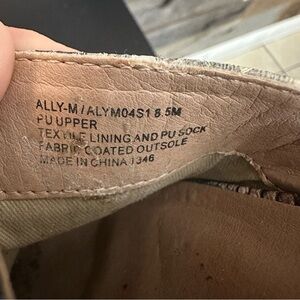 ALLY-M / ALYM04S1 8.5M
PU UPPER
TEXTILE LINING AND PU SOCK
FABRIC COATED OUTSOLE
MADE IN CHINA 1346